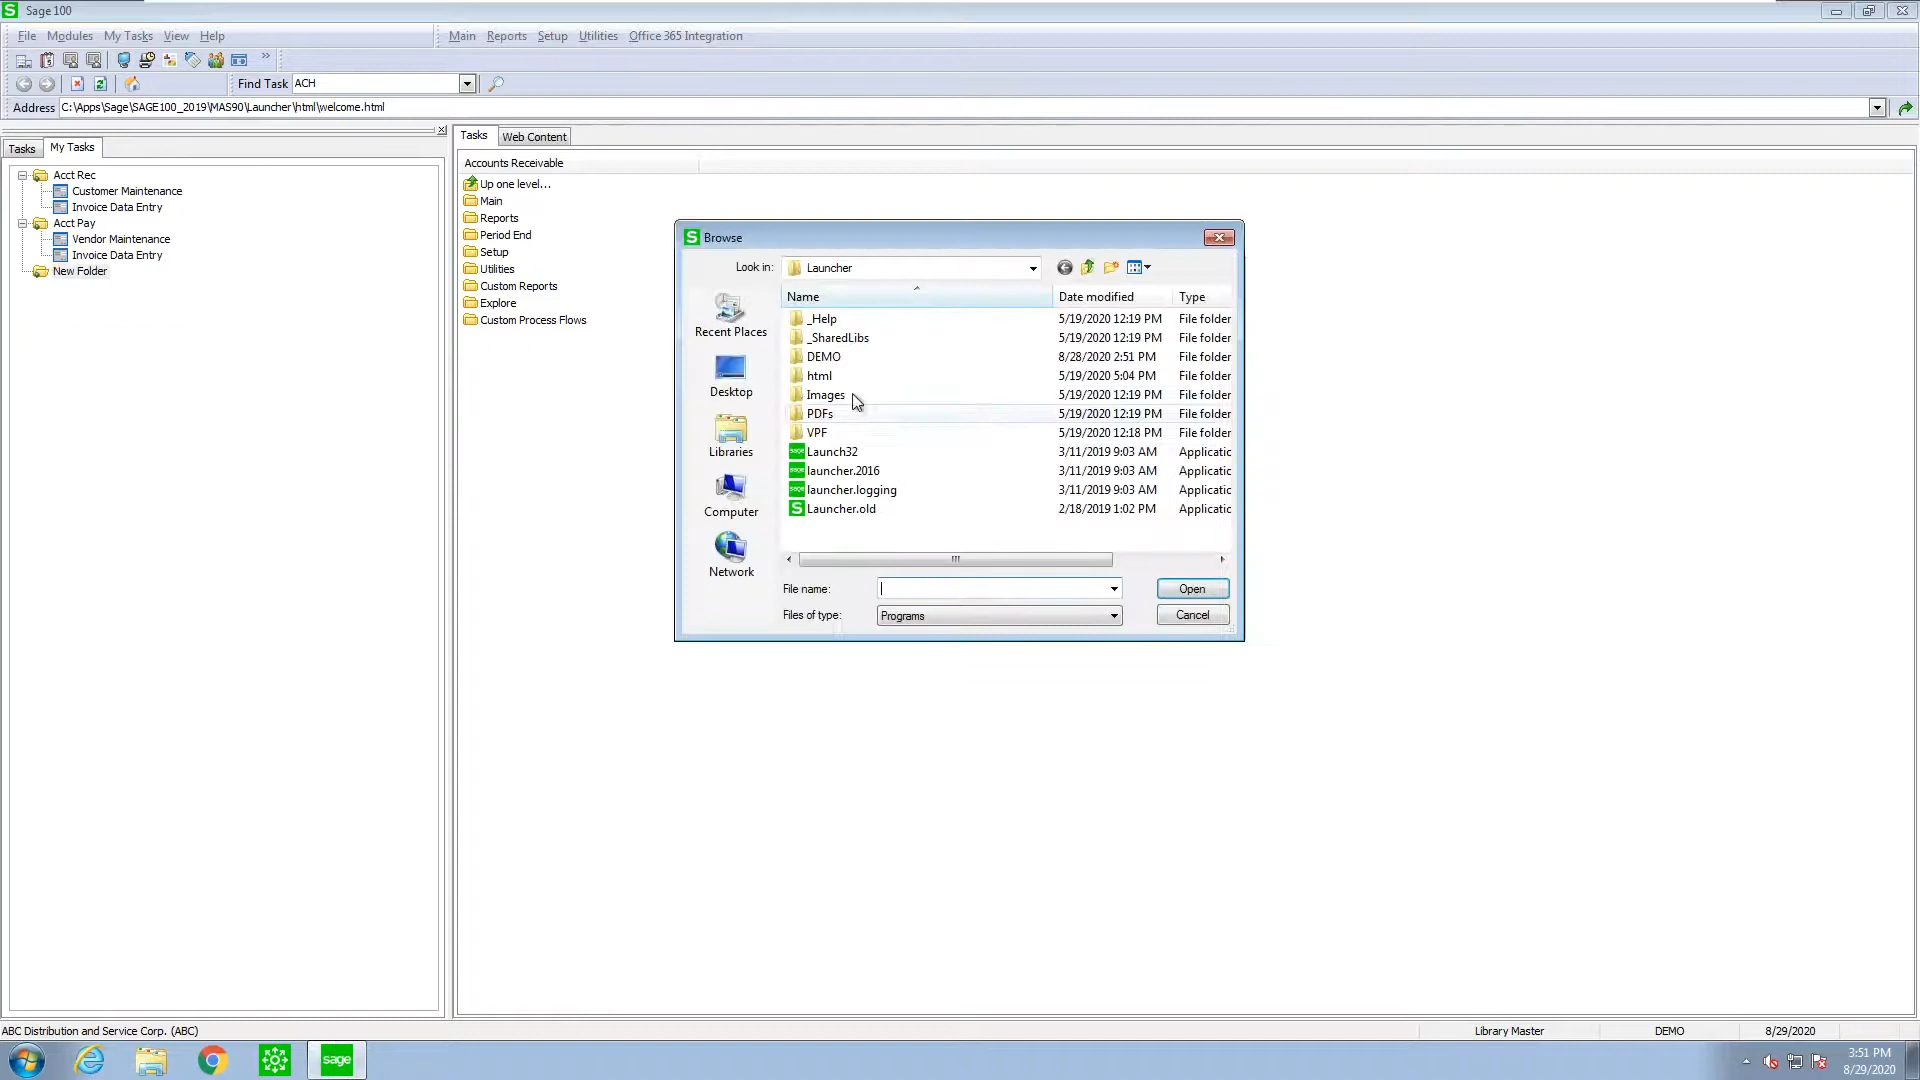 Sage 100
File Modules My Tasks View Help Main Reports Setup Utilities Office 365 Integration
Find Task ACH
Address C:\Apps\Sage\SAGE100_2019\MAS90\Launcher\html\welcome.html
Tasks My Tasks
Acct Rec
Customer Maintenance
Invoice Data Entry
Acct Pay
Vendor Maintenance
Invoice Data Entry
New Folder
Tasks Web Content
Accounts Receivable
Up one level...
Main
Reports
Period End
Setup
Utilities
Custom Reports
Explore
Custom Process Flows
Browse
Look in: Launcher
Recent Places
Desktop
Libraries
Computer
Network
Name Date modified Type
_Help 5/19/2020 12:19 PM File folder
_SharedLibs 5/19/2020 12:19 PM File folder
DEMO 8/28/2020 2:51 PM File folder
html 5/19/2020 5:04 PM File folder
Images 5/19/2020 12:19 PM File folder
PDFs 5/19/2020 12:19 PM File folder
VPF 5/19/2020 12:18 PM File folder
Launch32 3/11/2019 9:03 AM Applicatic
launcher.2016 3/11/2019 9:03 AM Applicatic
launcher.logging 3/11/2019 9:03 AM Applicatic
Launcher.old 2/18/2019 1:02 PM Applicatic
File name: Open
Files of type: Programs Cancel
ABC Distribution and Service Corp. (ABC) Library Master DEMO 8/29/2020
sage
3:51 PM
8/29/2020